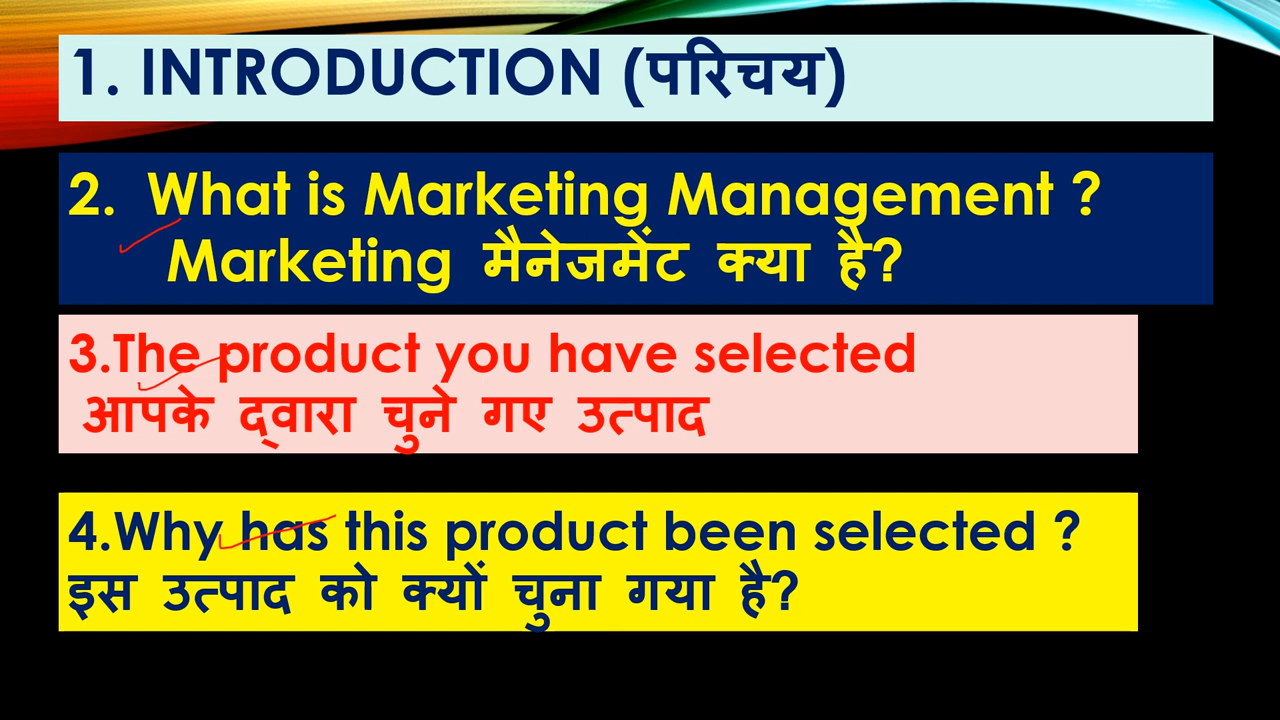 1. INTRODUCTION (परिचय)
2. What is Marketing Management ?
Marketing मैनेजमेंट क्या है?
3.The product you have selected
आपके द्वारा चुने गए उत्पाद
4.Why has this product been selected ?
इस उत्पाद को क्यों चुना गया है?